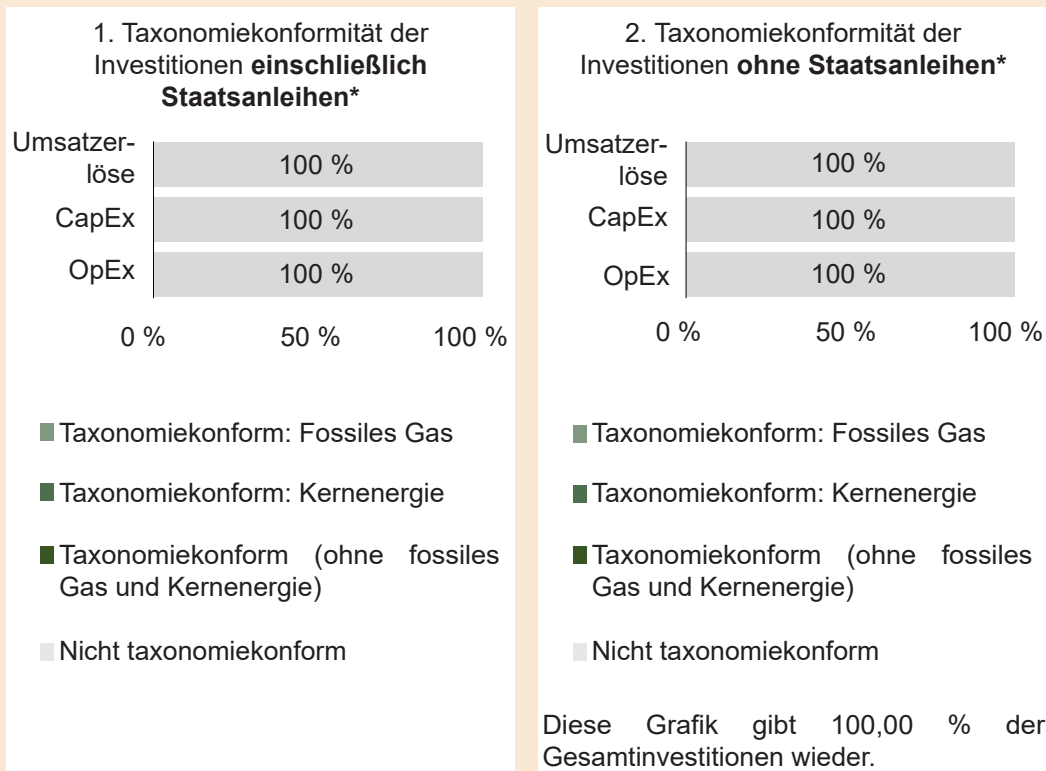 1. Taxonomiekonformität der
Investitionen einschließlich
Staatsanleihen*
Umsatzer-
löse
100 %
CapEx
100 %
OpEx
100 %
0 %
50 %
100 %
Taxonomiekonform: Fossiles Gas
Taxonomiekonform: Kernenergie
Taxonomiekonform (ohne fossiles
Gas und Kernenergie)
Nicht taxonomiekonform
2. Taxonomiekonformität der
Investitionen ohne Staatsanleihen*
Umsatzer-
löse
100 %
CapEx
100 %
OpEx
100 %
0 %
50 %
100 %
Taxonomiekonform: Fossiles Gas
Taxonomiekonform: Kernenergie
Taxonomiekonform (ohne fossiles
Gas und Kernenergie)
Nicht taxonomiekonform
Diese Grafik gibt 100,00 % der
Gesamtinvestitionen wieder.